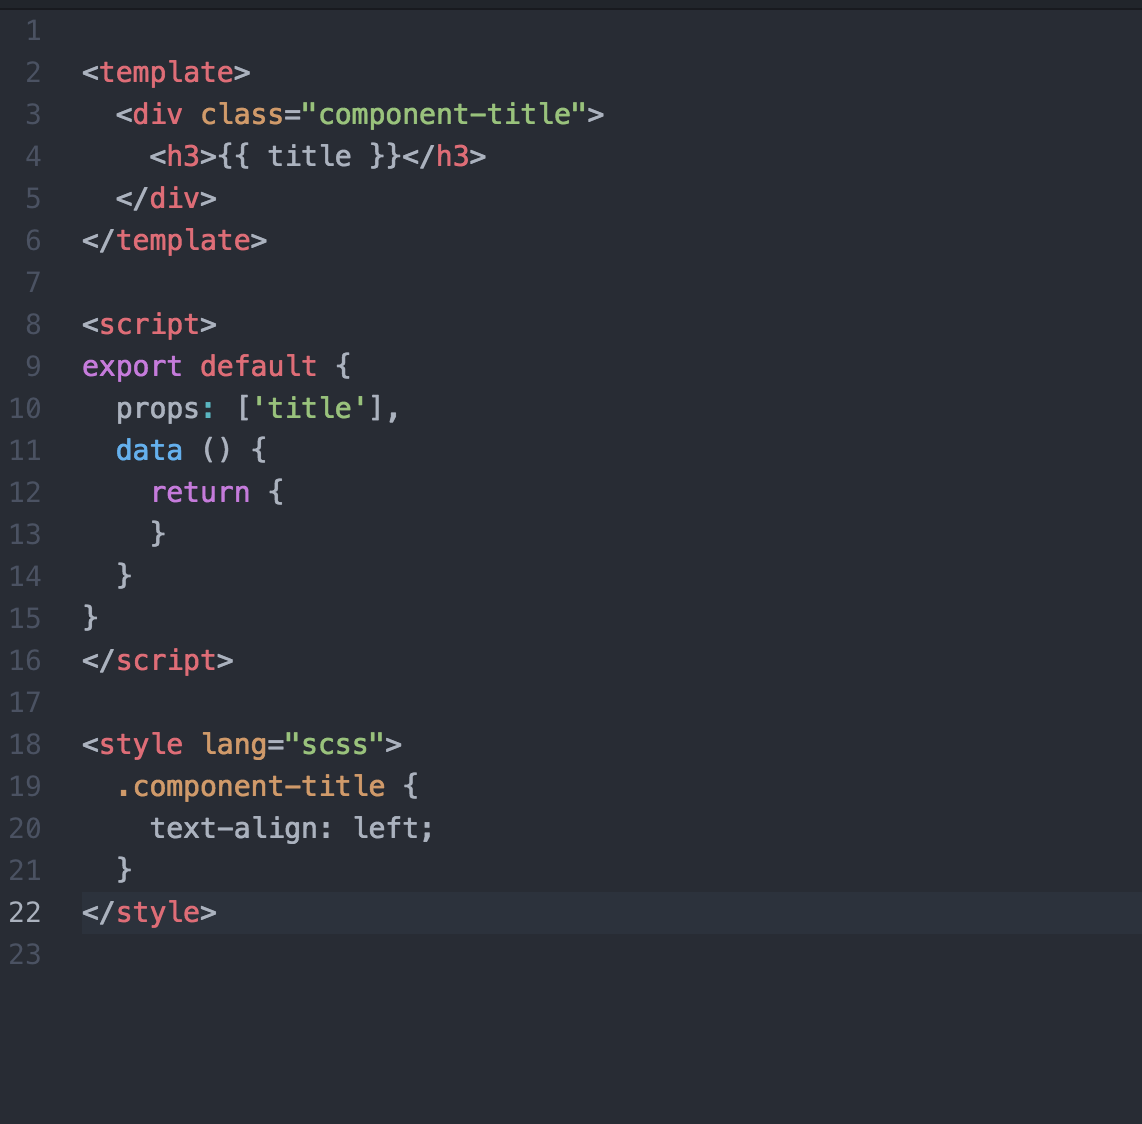 1
2 <template>
3   <div class="component-title">
4     <h3>{{ title }}</h3>
5   </div>
6 </template>
7
8 <script>
9 export default {
10   props: ['title'],
11   data () {
12     return {
13     }
14   }
15 }
16 </script>
17
18 <style lang="scss">
19   .component-title {
20     text-align: left;
21   }
22 </style>
23